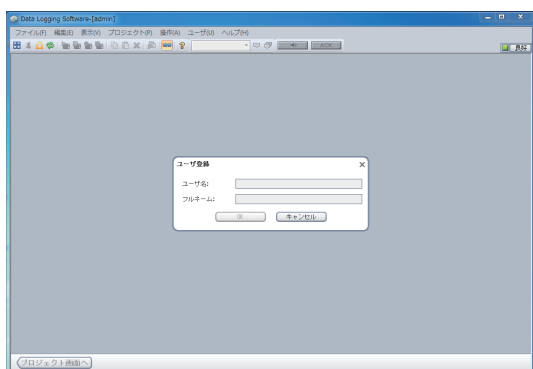 Data Logging Software-[admin]
ファイル(F) 編集(E) 表示(V) プロジェクト(P) 操作(A) ユーザ(U) ヘルプ(H)
ACK
ユーザ登録
ユーザ名:
フルネーム:
キャンセル
プロジェクト画面へ